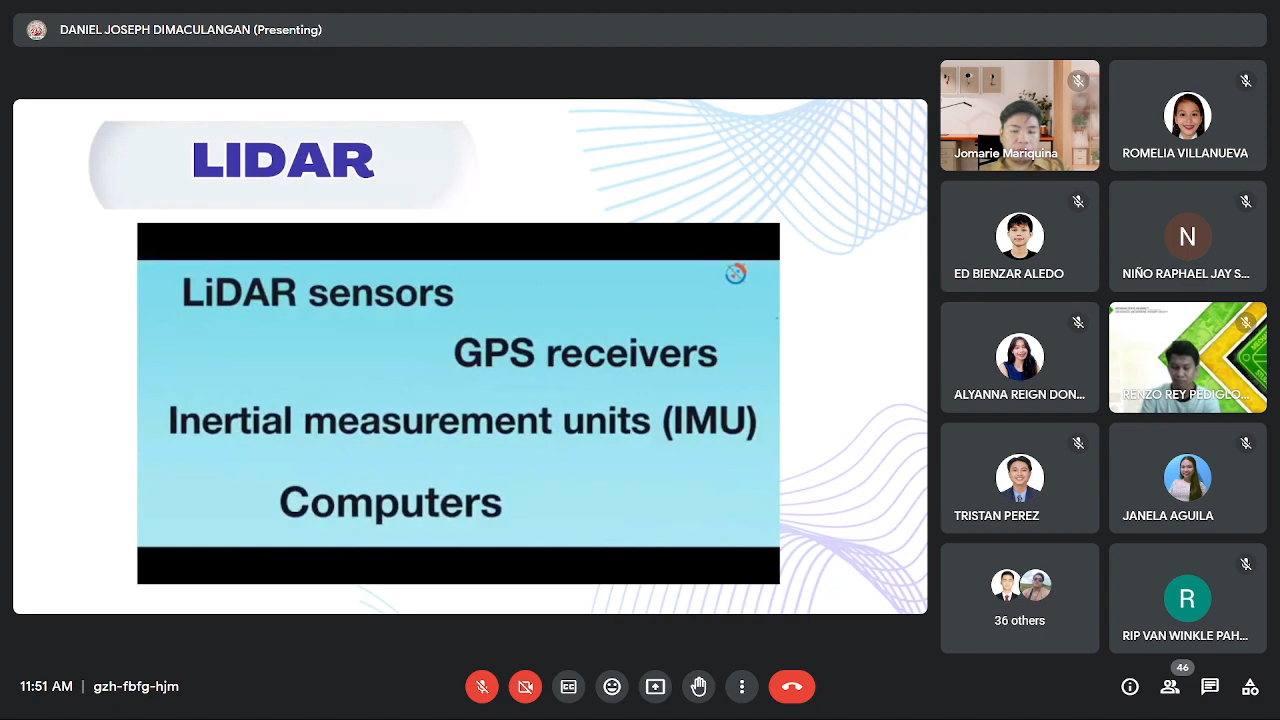 DANIEL JOSEPH DIMACULANGAN (Presenting)
LIDAR
LiDAR sensors
GPS receivers
Inertial measurement units (IMU)
Computers
Jomarie Mariquina
ROMELIA VILLANUEVA
ED BIENZAR ALEDO
NIÑO RAPHAEL JAY S...
N
ALYANNA REIGN DON...
RENZO REY PEDIGLO...
TRISTAN PEREZ
JANELA AGUILA
36 others
R
RIP VAN WINKLE PAH...
11:51 AM | gzh-fbfg-hjm
46